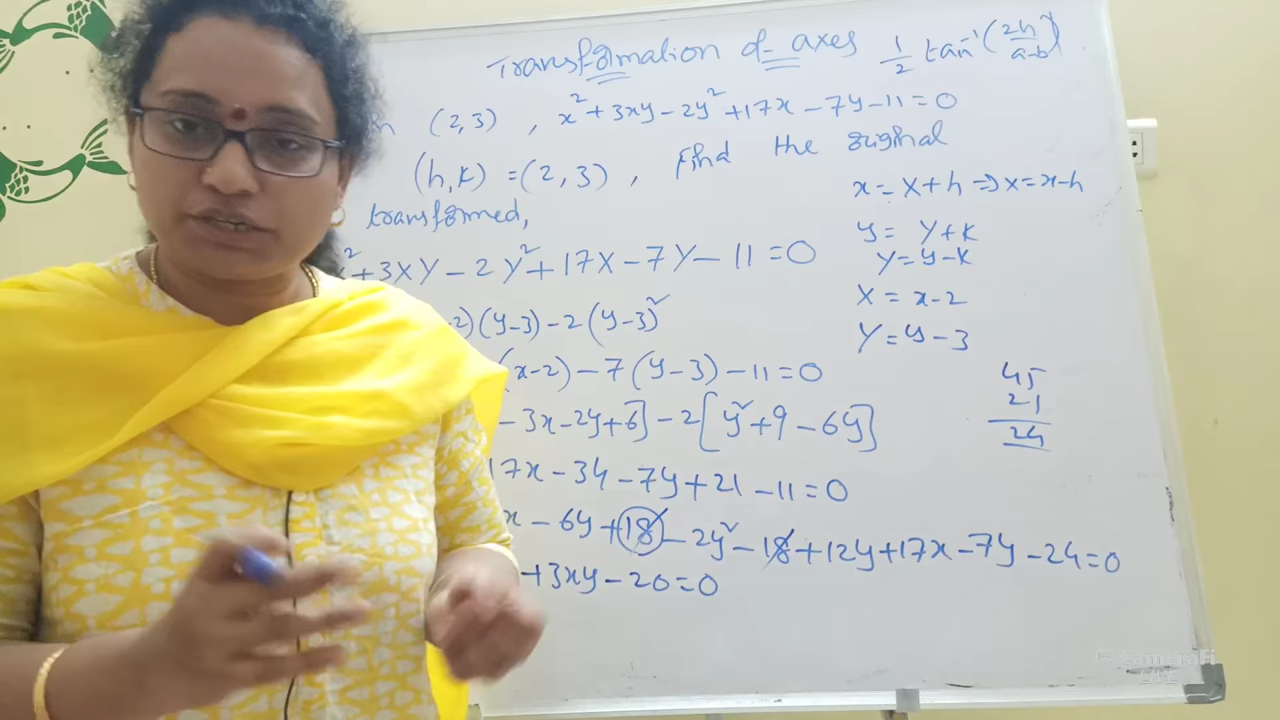 Transformation of axes 1/2 tan⁻¹(2h/a-b)
(2,3) , x²+3xy-2y²+17x-7y-11=0
(h,k) =(2,3) , Find the original
x = X+h ⇒ X=x-h
transformed,
y = Y+k
+3XY-2Y²+17X-7Y-11=0
Y=y-k
X = x-2
-2)(y-3)-2(y-3)²
Y=y-3
(x-2)-7(y-3)-11=0
45
21
24
-3x-2y+6]-2[y²+9-6y]
17x-34-7y+21-11=0
x-6y+18-2y²-18+12y+17x-7y-24=0
+3xy-20=0